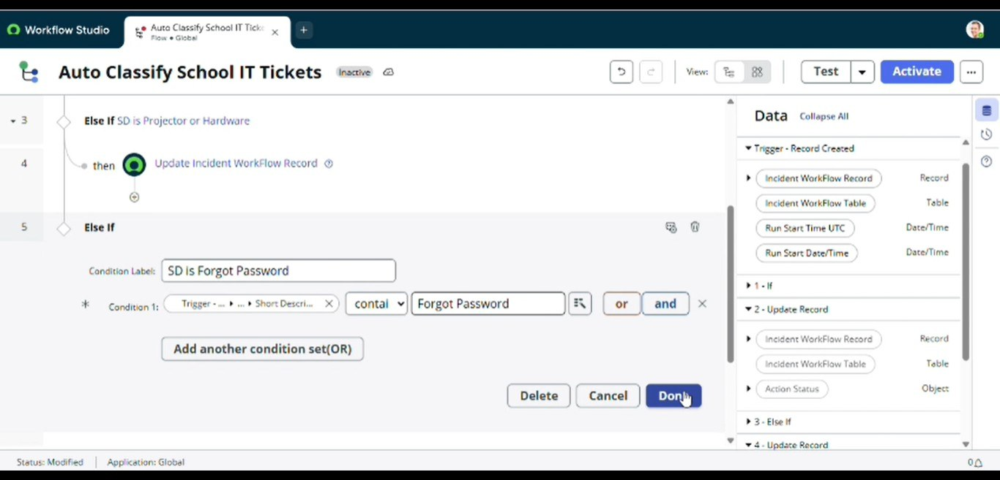 Workflow Studio
Auto Classify School IT Ticke
Flow • Global
Auto Classify School IT Tickets
Inactive
View:
Test
Activate
3
Else If SD is Projector or Hardware
4
then
Update Incident WorkFlow Record
5
Else If
Condition Label:
SD is Forgot Password
* Condition 1:
Trigger - ... ▸ ... ▸ Short Descri...
contai
Forgot Password
or
and
Add another condition set(OR)
Delete
Cancel
Data
Collapse All
Trigger - Record Created
Incident WorkFlow Record Record
Incident WorkFlow Table Table
Run Start Time UTC Date/Time
Run Start Date/Time Date/Time
1 - If
2 - Update Record
Incident WorkFlow Record Record
Incident WorkFlow Table Table
Action Status Object
3 - Else If
4 - Update Record
Status: Modified
Application: Global
0